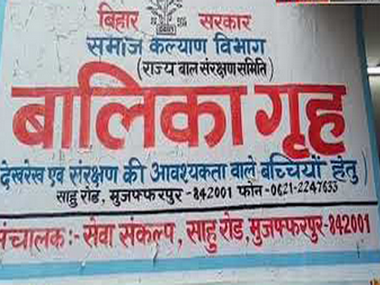 बिहार सरकार
समाज कल्याण विभाग
(राज्य बाल संरक्षण समिति)
बालिका गृह
देखरेख एवं संरक्षण की आवश्यकता वाले बच्चियों हेतु)
साहु रोड, मुजफ्फरपुर-842001 फोन-0621-2247633
संचालक:- सेवा संकल्प, साहु रोड, मुजफ्फरपुर-842001